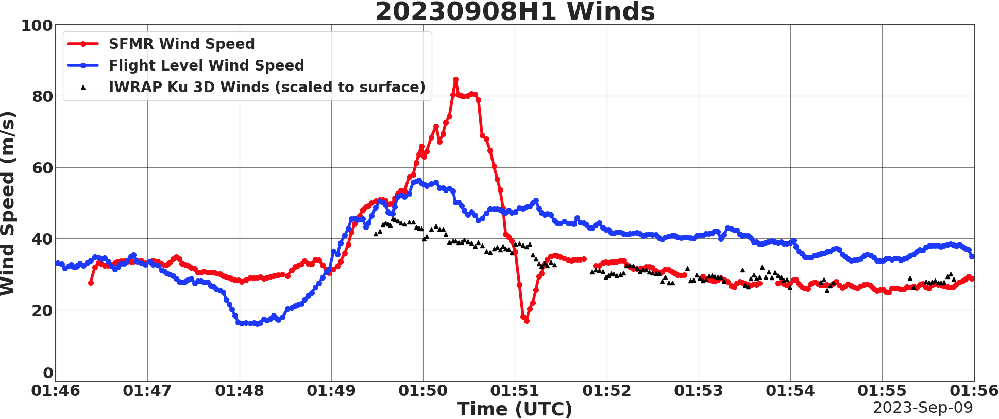 20230908H1 Winds
SFMR Wind Speed
Flight Level Wind Speed
IWRAP Ku 3D Winds (scaled to surface)
Wind Speed (m/s)
100
80
60
40
20
0
01:46 01:47 01:48 01:49 01:50 01:51 01:52 01:53 01:54 01:55 01:56
Time (UTC)
2023-Sep-09